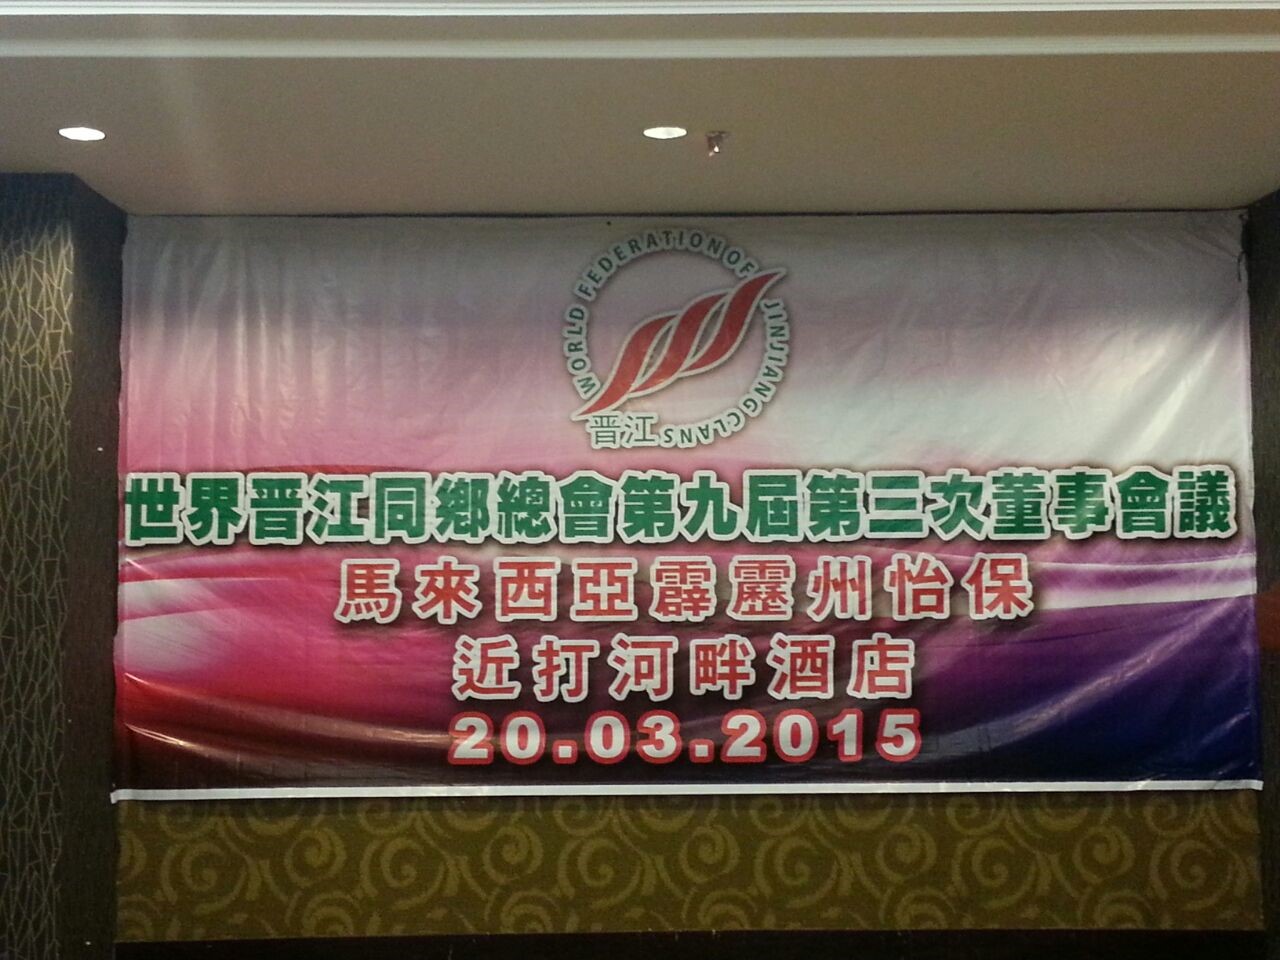 WORLD FEDERATION OF JINJIANG CLANS
晋江
世界晋江同鄉總會第九屆第三次董事會議
馬來西亞霹靂州怡保
近打河畔酒店
20.03.2015